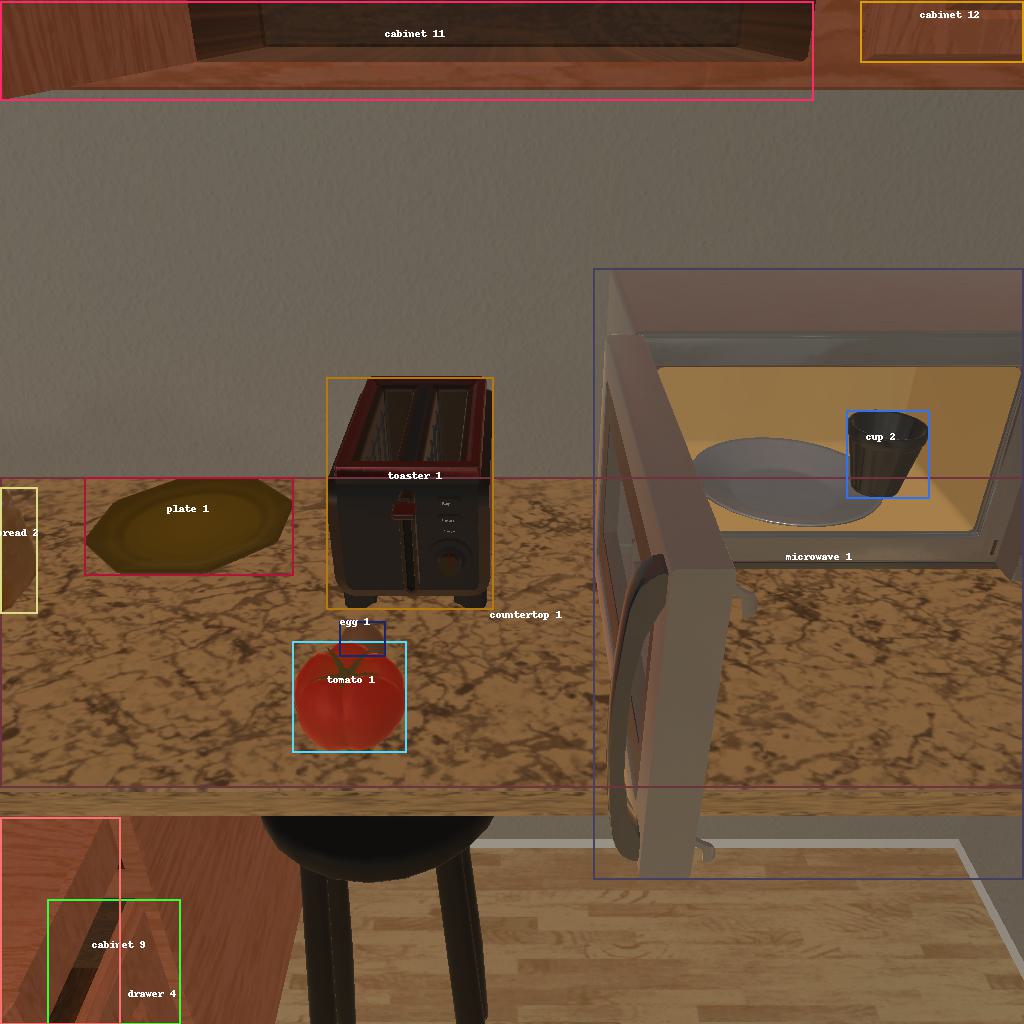 cabinet 11
cabinet 12
cup 2
toaster 1
plate 1
read 2
microwave 1
countertop 1
egg 1
tomato 1
cabinet 9
drawer 4